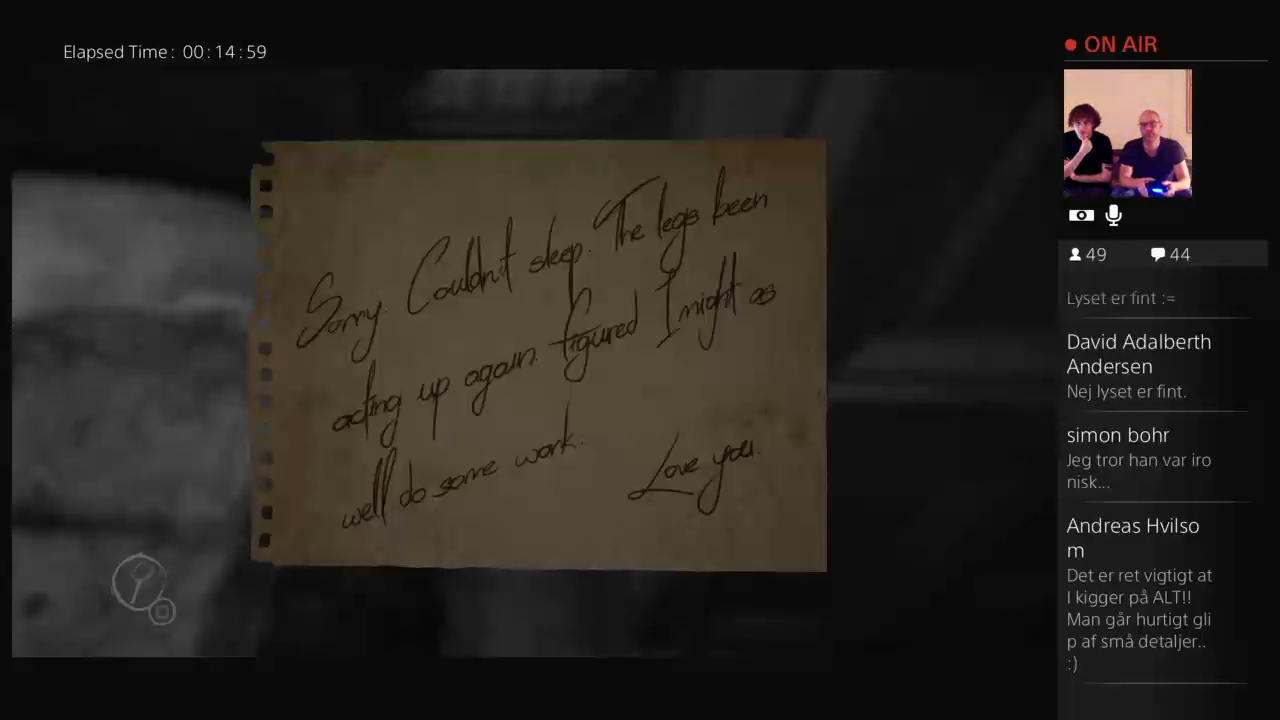 Elapsed Time: 00:14:59
Sorry. Couldn't sleep. The legs been
acting up again. figured I might as
well do some work.
Love you.
ON AIR
49
44
Lyset er fint :=
David Adalberth
Andersen
Nej lyset er fint.
simon bohr
Jeg tror han var iro
nisk...
Andreas Hvilso
m
Det er ret vigtigt at
I kigger på ALT!!
Man går hurtigt gli
p af små detaljer..
:)